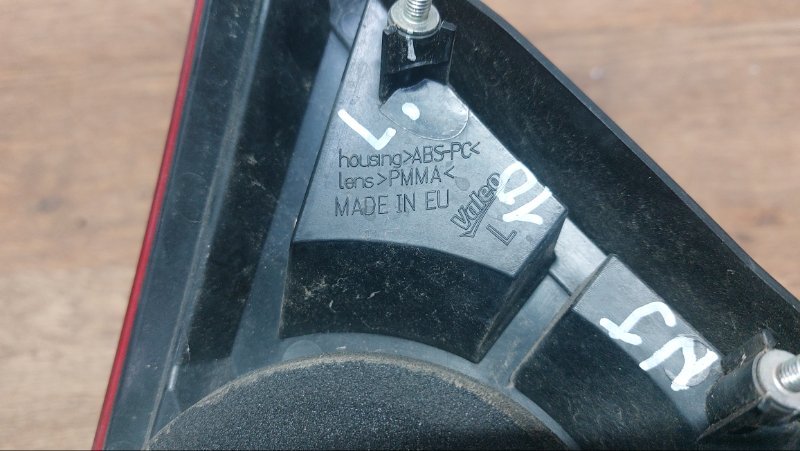 L.
housing>ABS-PC<
lens>PMMA<
MADE IN EU
Valeo
L